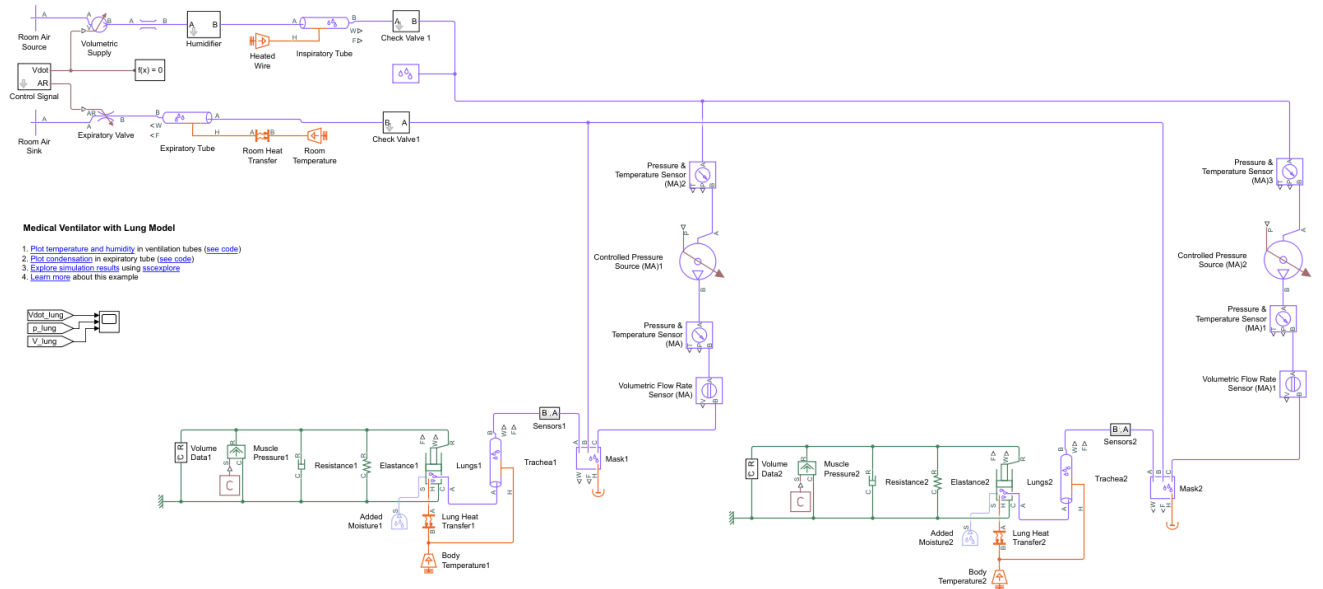 A
Room Air
Source
A
V
B
Volumetric
Supply
A
B
A
B
Humidifier
A
B
H
W
F
Inspiratory Tube
Heated
Wire
A
B
Check Valve 1
Vdot
AR
Control Signal
f(x) = 0
A
Room Air
Sink
AR
A
B
Expiratory Valve
B
A
W
F
H
Expiratory Tube
A
B
Room Heat
Transfer
Room
Temperature
B
A
Check Valve1
Medical Ventilator with Lung Model
1. Plot temperature and humidity in ventilation tubes (see code)
2. Plot condensation in expiratory tube (see code)
3. Explore simulation results using sscexplore
4. Learn more about this example
Vdot_lung
p_lung
V_lung
Pressure &
Temperature Sensor
(MA)2
A
T
P
B
Controlled Pressure
Source (MA)1
P
A
B
Pressure &
Temperature Sensor
(MA)
A
T
P
B
Volumetric Flow Rate
Sensor (MA)
A
V
B
Pressure &
Temperature Sensor
(MA)3
A
T
P
B
Controlled Pressure
Source (MA)2
P
A
B
Pressure &
Temperature Sensor
(MA)1
A
T
P
B
Volumetric Flow Rate
Sensor (MA)1
A
V
B
C R
Volume
Data1
R
S
C
C
Muscle
Pressure1
C R
Resistance1
R
C
Elastance1
F
W
R
S
H
C
A
Lungs1
Added
Moisture1
S
A
B
Lung Heat
Transfer1
Body
Temperature1
B
W
F
A
H
Trachea1
B . A
Sensors1
A
B
C
W
F
H
Mask1
C R
Volume
Data2
R
S
C
C
Muscle
Pressure2
C R
Resistance2
R
C
Elastance2
F
W
R
S
H
C
A
Lungs2
Added
Moisture2
S
A
B
Lung Heat
Transfer2
Body
Temperature2
B
W
F
A
H
Trachea2
B A
Sensors2
A
B
C
W
F
H
Mask2